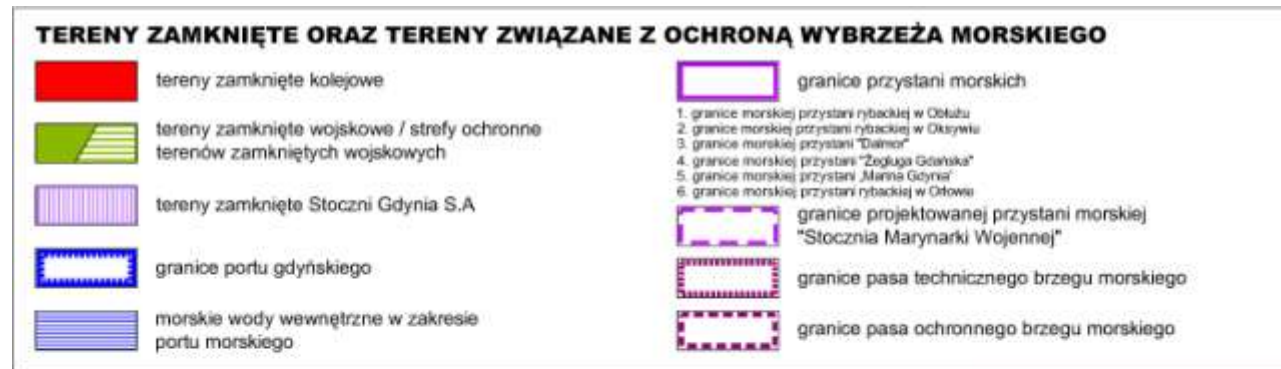 TERENY ZAMKNIĘTE ORAZ TERENY ZWIĄZANE Z OCHRONĄ WYBRZEŻA MORSKIEGO
tereny zamknięte kolejowe
tereny zamknięte wojskowe / strefy ochronne
terenów zamkniętych wojskowych
tereny zamknięte Stoczni Gdynia S.A
granice portu gdyńskiego
morskie wody wewnętrzne w zakresie
portu morskiego
granice przystani morskich
1. granice morskiej przystani rybackiej w Obłużu
2. granice morskiej przystani rybackiej w Oksywiu
3. granice morskiej przystani "Dalmor"
4. granice morskiej przystani "Żegluga Gdańska"
5. granice morskiej przystani „Marina Gdynia"
6. granice morskiej przystani rybackiej w Orłowie
granice projektowanej przystani morskiej
"Stocznia Marynarki Wojennej"
granice pasa technicznego brzegu morskiego
granice pasa ochronnego brzegu morskiego